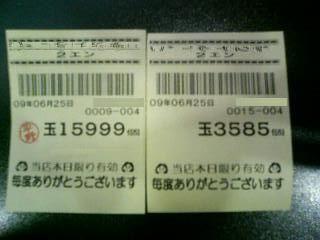 2エン
09年06月25日
0009-004
玉15999個
当店本日限り有効
毎度ありがとうございます
2エン
09年06月25日
0015-004
玉3585個
当店本日限り有効
毎度ありがとうございます